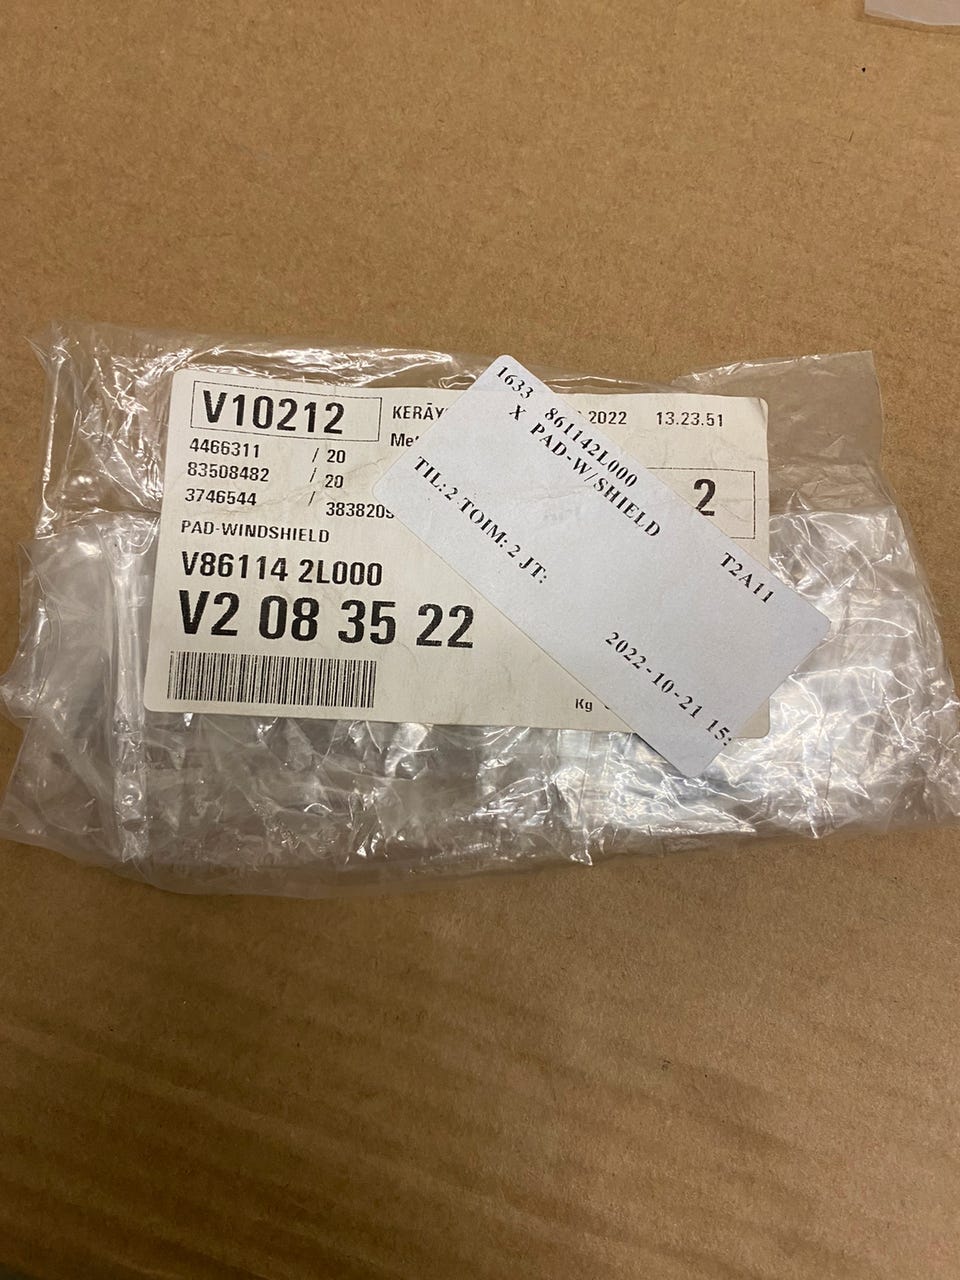 V10212
2022 13.23.51
4466311 / 20
83508482 / 20
3746544 /
2
PAD-WINDSHIELD
V86114 2L000
V2 08 35 22
Kg
1633 861142L000
X PAD-W/SHIELD
T2A11
TIL:2 TOIM:2 JT:
2022-10-21 15: